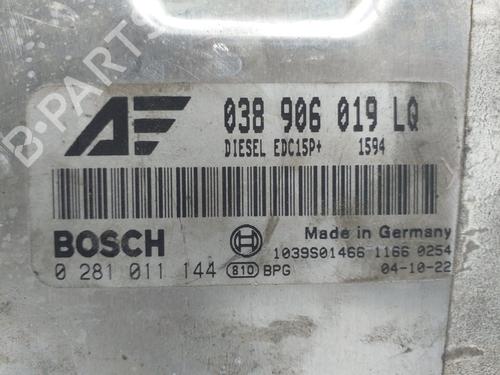 B-PARTS
AF 038 906 019 LQ
DIESEL EDC15P+ 1594
BOSCH Made in Germany
1039S01466 1166 0254
0 281 011 144 810 BPG 04-10-22